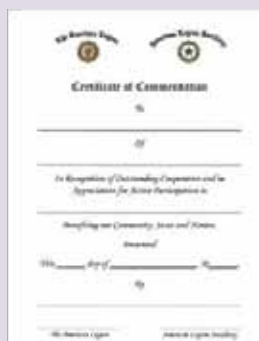 The American Legion
American Legion Auxiliary
Certificate of Commendation
To
Of
In Recognition of Outstanding Cooperation and in
Appreciation for Active Participation in
Benefiting our Community, State and Nation.
Presented
This day of
By
The American Legion
American Legion Auxiliary